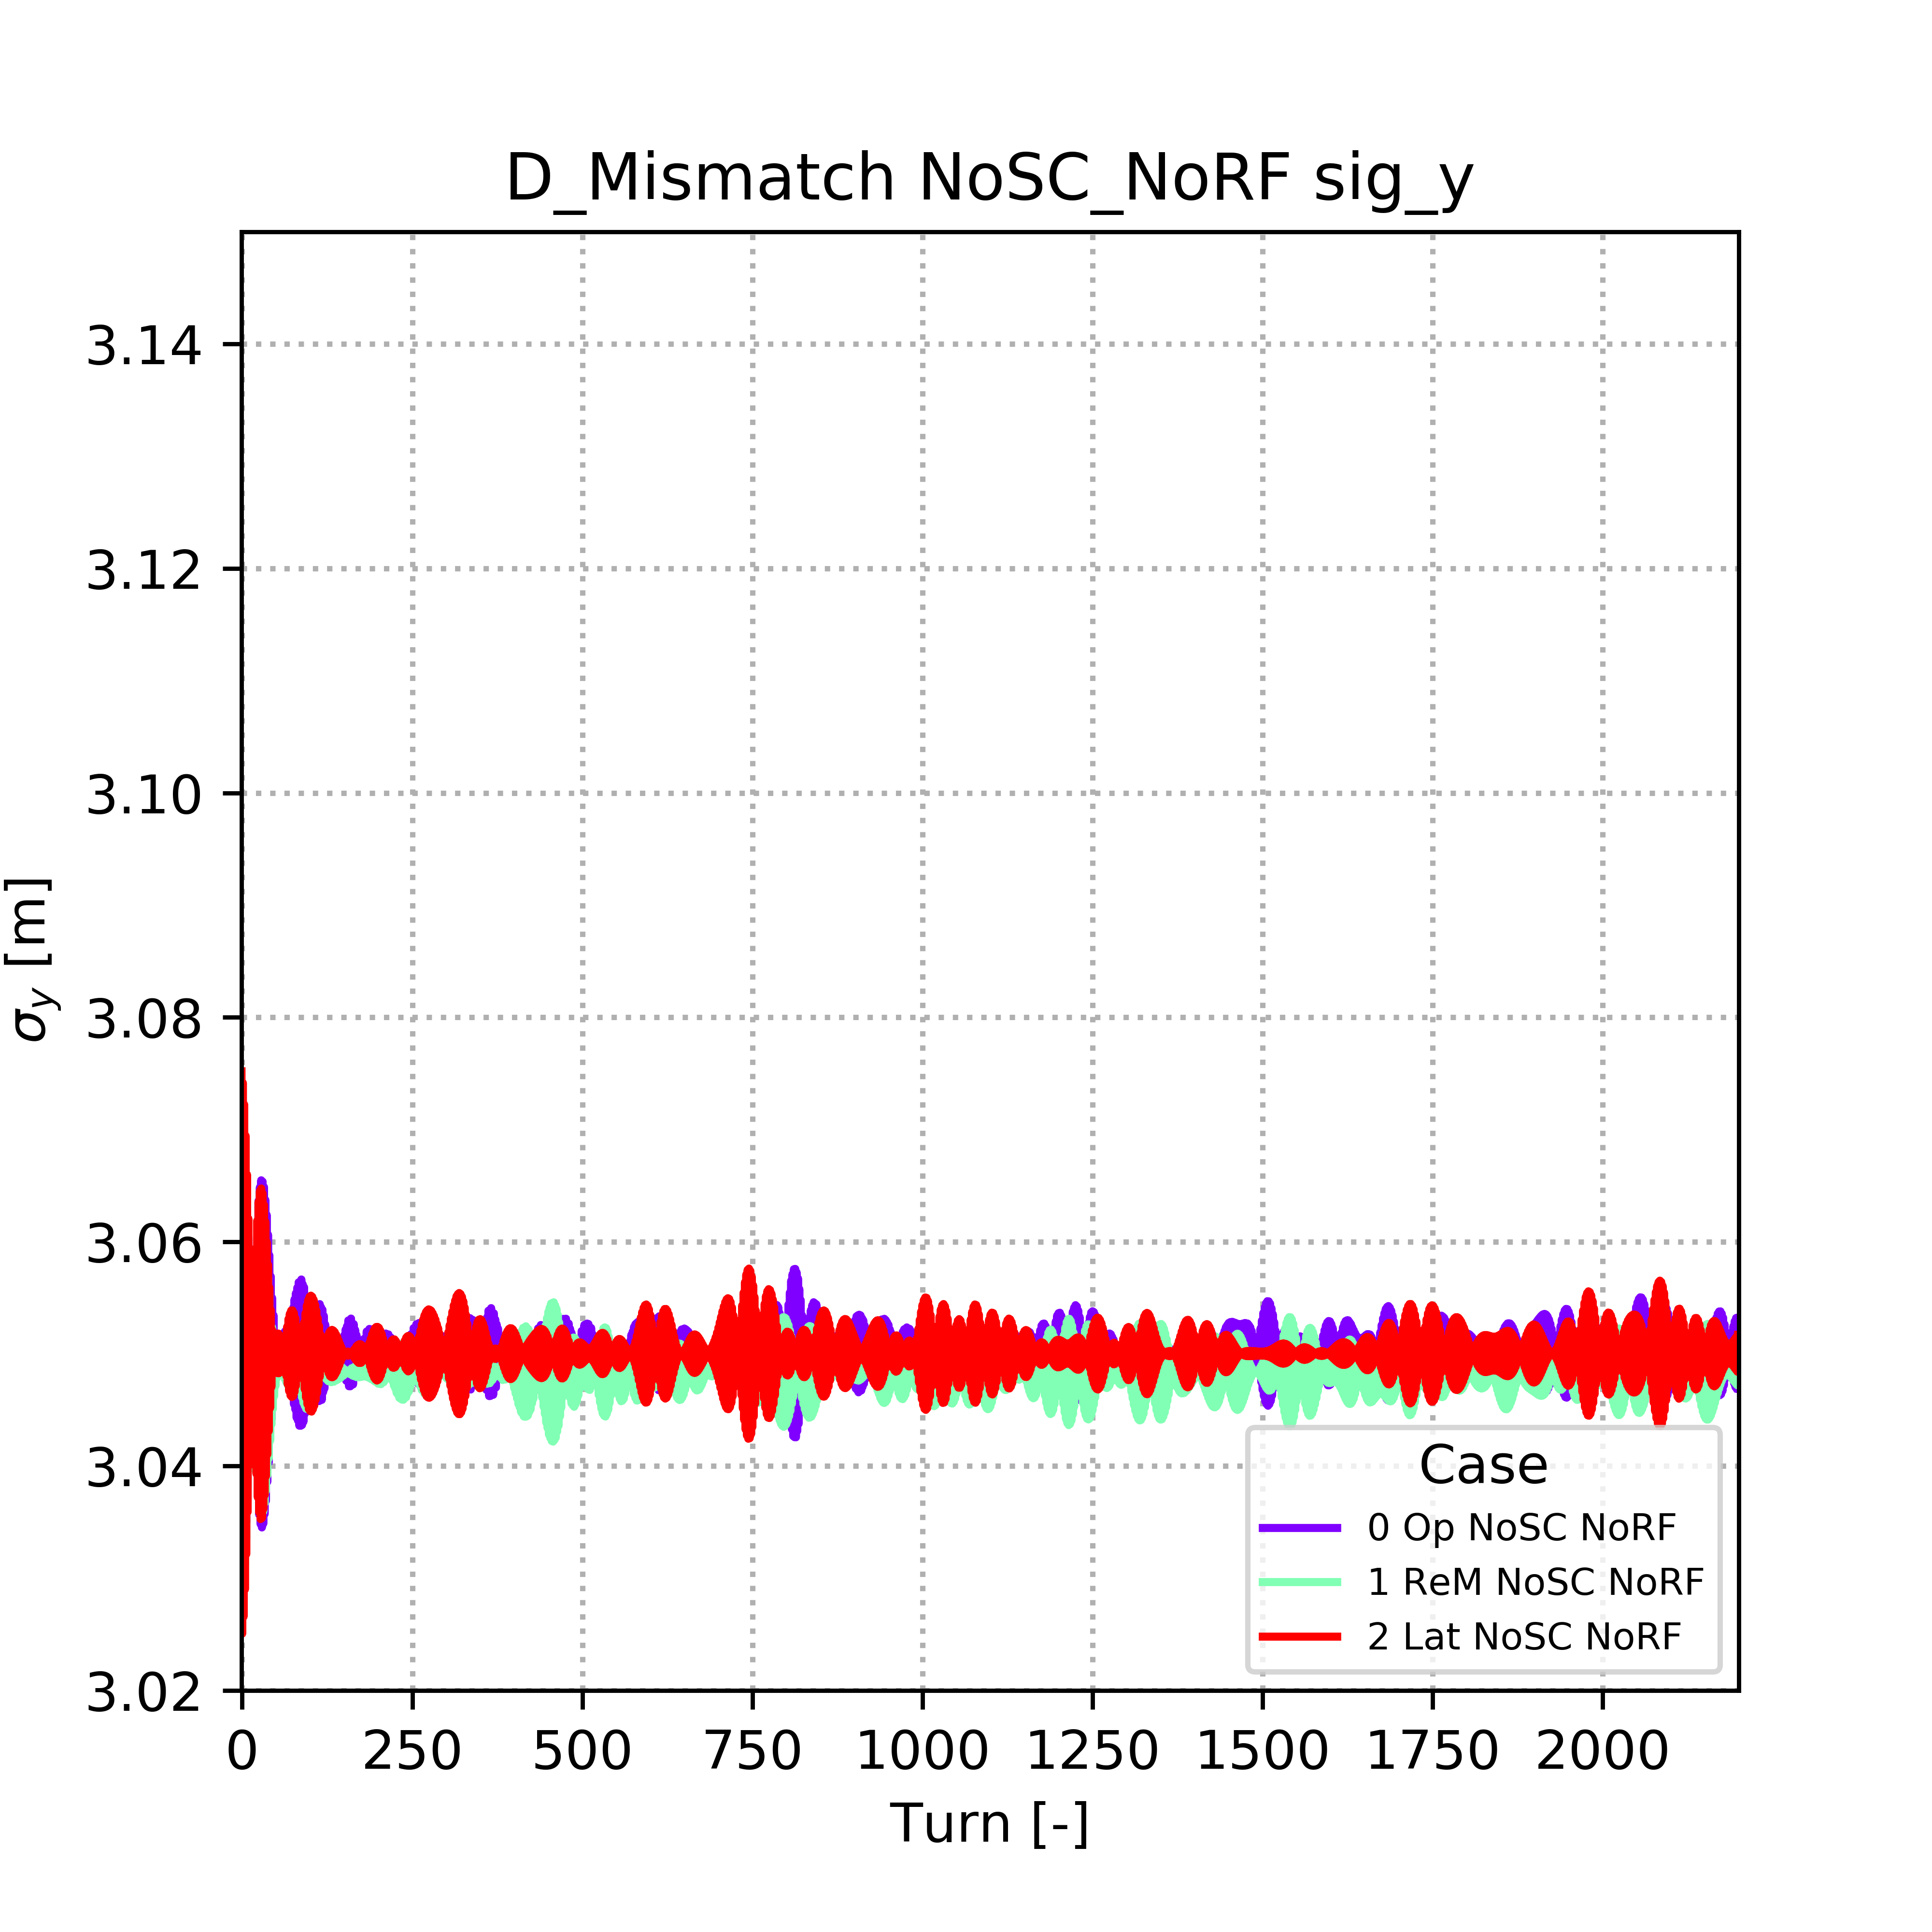 D_Mismatch NoSC_NoRF sig_y
3.14
3.12
3.10
3.08
3.06
3.04
3.02
σy [m]
0 250 500 750 1000 1250 1500 1750 2000
Turn [-]
Case
0 Op NoSC NoRF
1 ReM NoSC NoRF
2 Lat NoSC NoRF